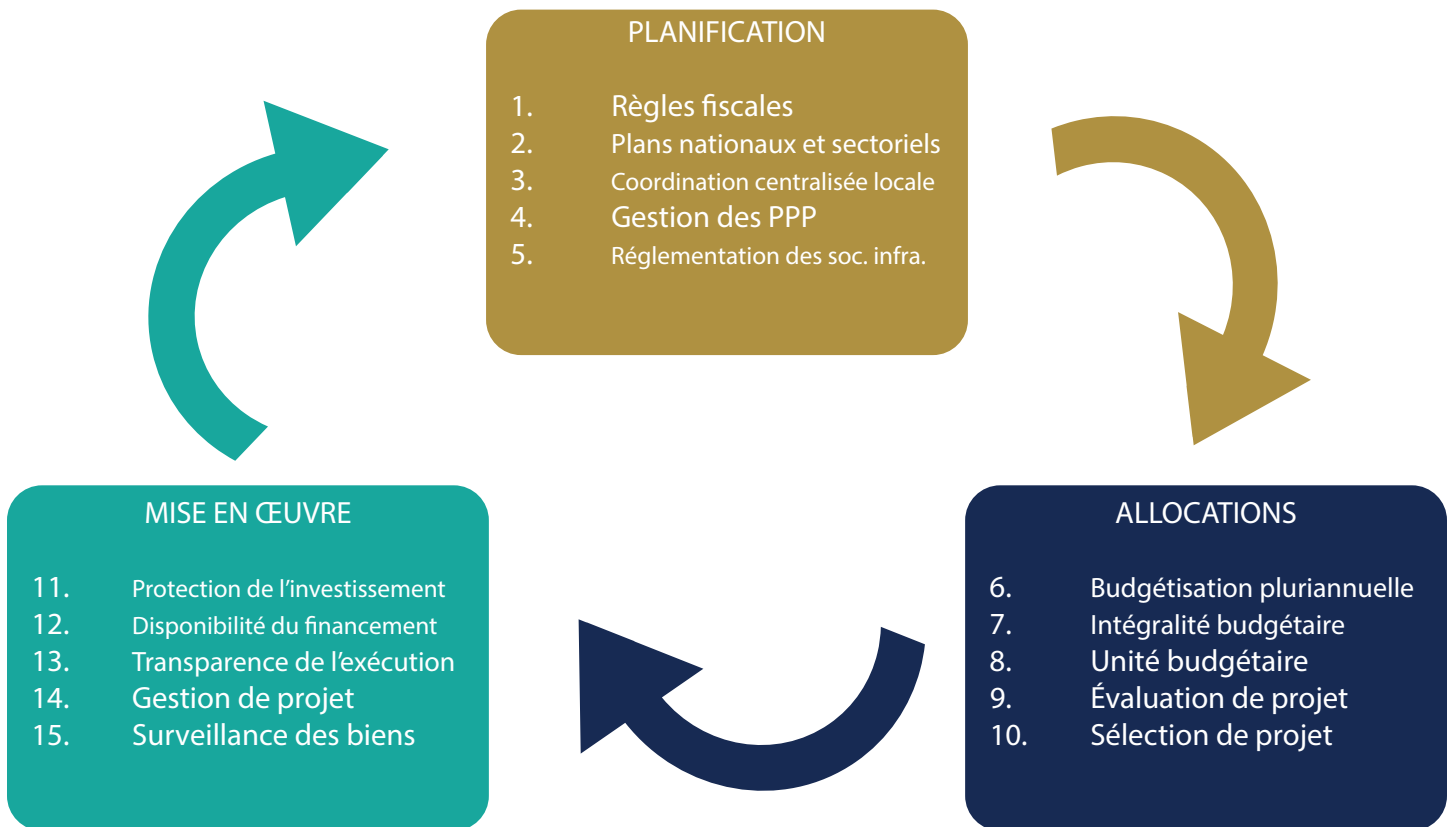 PLANIFICATION
1. Règles fiscales
2. Plans nationaux et sectoriels
3. Coordination centralisée locale
4. Gestion des PPP
5. Réglementation des soc. infra.
MISE EN ŒUVRE
11. Protection de l’investissement
12. Disponibilité du financement
13. Transparence de l’exécution
14. Gestion de projet
15. Surveillance des biens
ALLOCATIONS
6. Budgétisation pluriannuelle
7. Intégralité budgétaire
8. Unité budgétaire
9. Évaluation de projet
10. Sélection de projet